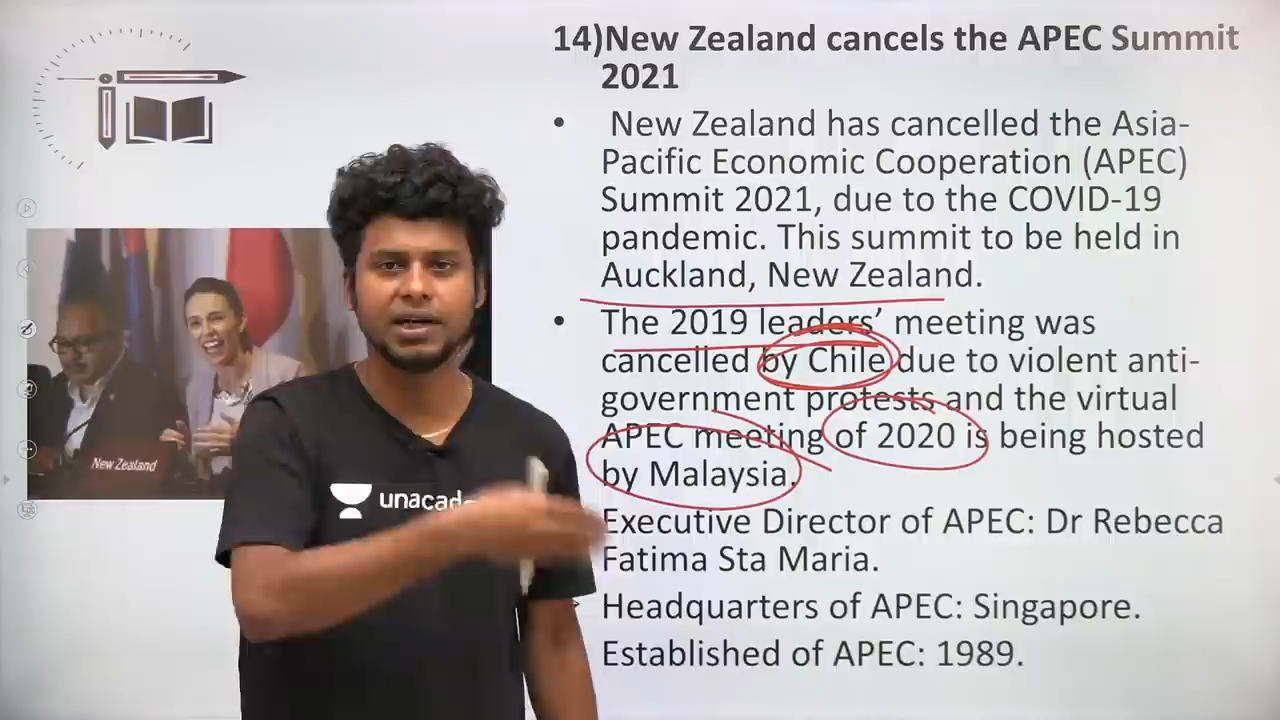 14)New Zealand cancels the APEC Summit
2021
• New Zealand has cancelled the Asia-
Pacific Economic Cooperation (APEC)
Summit 2021, due to the COVID-19
pandemic. This summit to be held in
Auckland, New Zealand.
• The 2019 leaders’ meeting was
cancelled by Chile due to violent anti-
government protests and the virtual
APEC meeting of 2020 is being hosted
by Malaysia.
Executive Director of APEC: Dr Rebecca
Fatima Sta Maria.
Headquarters of APEC: Singapore.
Established of APEC: 1989.
New Zealand